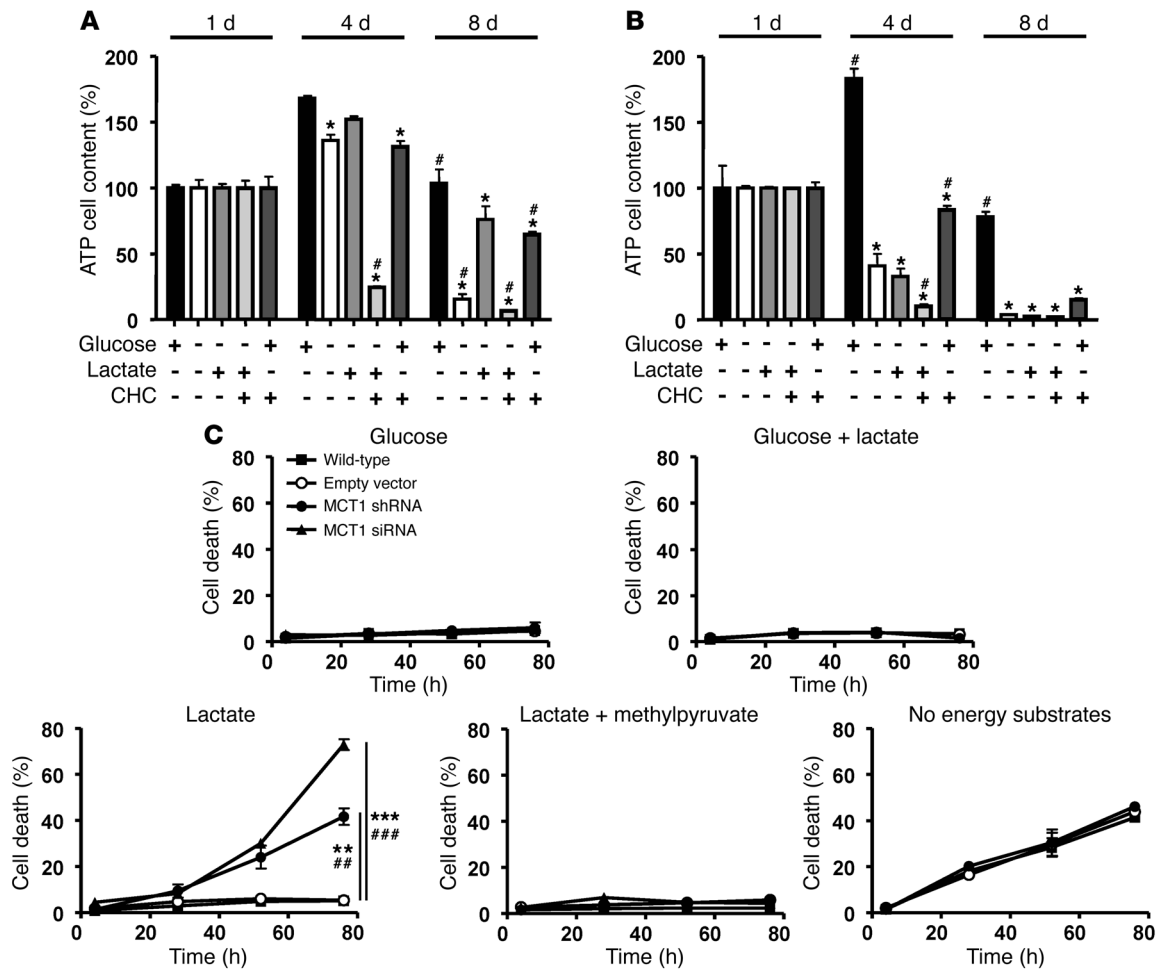 A
1 d
4 d
8 d
ATP cell content (%)
200
150
100
50
0
# * * # * # * # * * # * # *
Glucose + - - - + + - - - + + - - - +
Lactate - - + + - - - + + - - - + + -
CHC - - - + + - - - + + - - - + +
B
1 d
4 d
8 d
ATP cell content (%)
200
150
100
50
0
# * * # * # * # * * * *
Glucose + - - - + + - - - + + - - - +
Lactate - - + + - - - + + - - - + + -
CHC - - - + + - - - + + - - - + +
C
Glucose
Wild-type
Empty vector
MCT1 shRNA
MCT1 siRNA
Cell death (%)
80
60
40
20
0
0 20 40 60 80
Time (h)
Glucose + lactate
Cell death (%)
80
60
40
20
0
0 20 40 60 80
Time (h)
Lactate
Cell death (%)
80
60
40
20
0
***
###
**
##
0 20 40 60 80
Time (h)
Lactate + methylpyruvate
Cell death (%)
80
60
40
20
0
0 20 40 60 80
Time (h)
No energy substrates
Cell death (%)
80
60
40
20
0
0 20 40 60 80
Time (h)